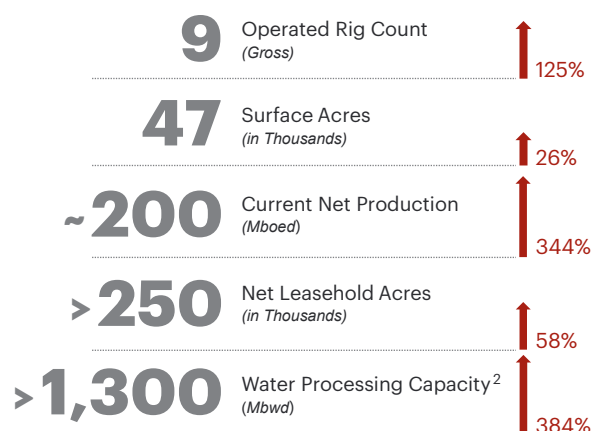 9 Operated Rig Count
(Gross)
125%
47 Surface Acres
(in Thousands)
26%
~200 Current Net Production
(Mboed)
344%
>250 Net Leasehold Acres
(in Thousands)
58%
>1,300 Water Processing Capacity2
(Mbwd)
384%